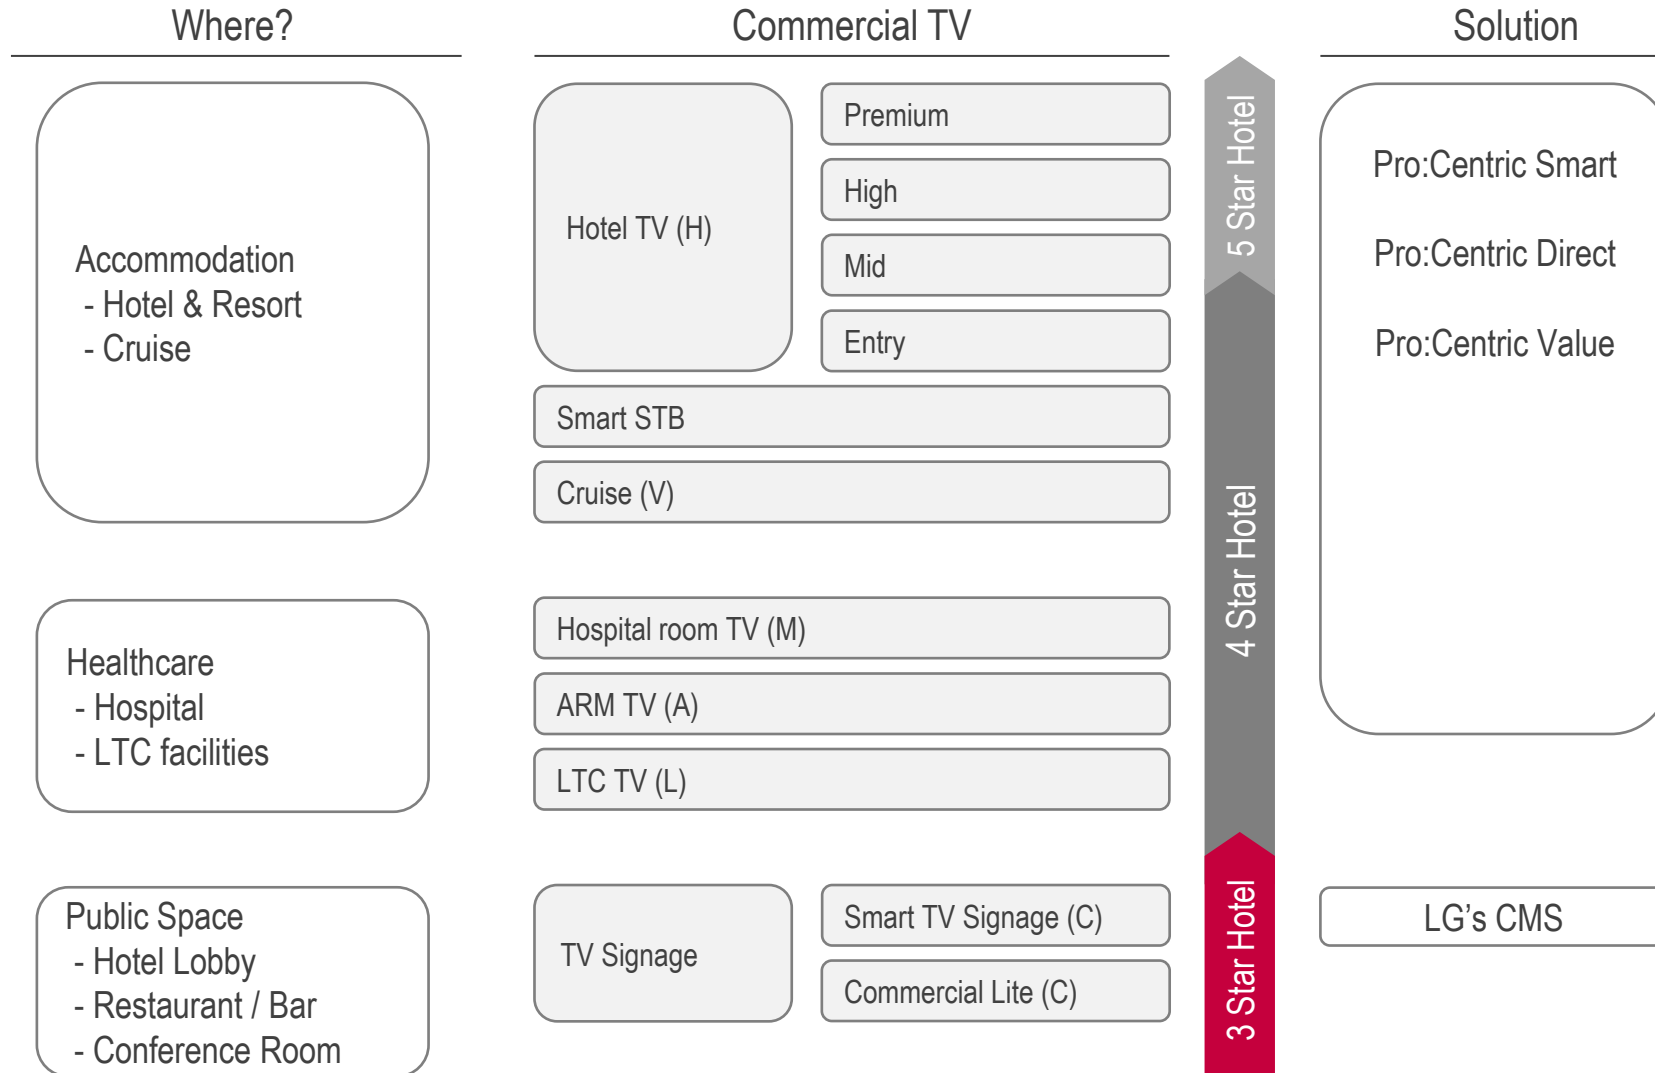 Where?
Commercial TV
Solution
Accommodation
- Hotel & Resort
- Cruise
Hotel TV (H)
Premium
High
Mid
Entry
Smart STB
Cruise (V)
5 Star Hotel
4 Star Hotel
3 Star Hotel
Pro:Centric Smart
Pro:Centric Direct
Pro:Centric Value
Healthcare
- Hospital
- LTC facilities
Hospital room TV (M)
ARM TV (A)
LTC TV (L)
Public Space
- Hotel Lobby
- Restaurant / Bar
- Conference Room
TV Signage
Smart TV Signage (C)
Commercial Lite (C)
LG's CMS